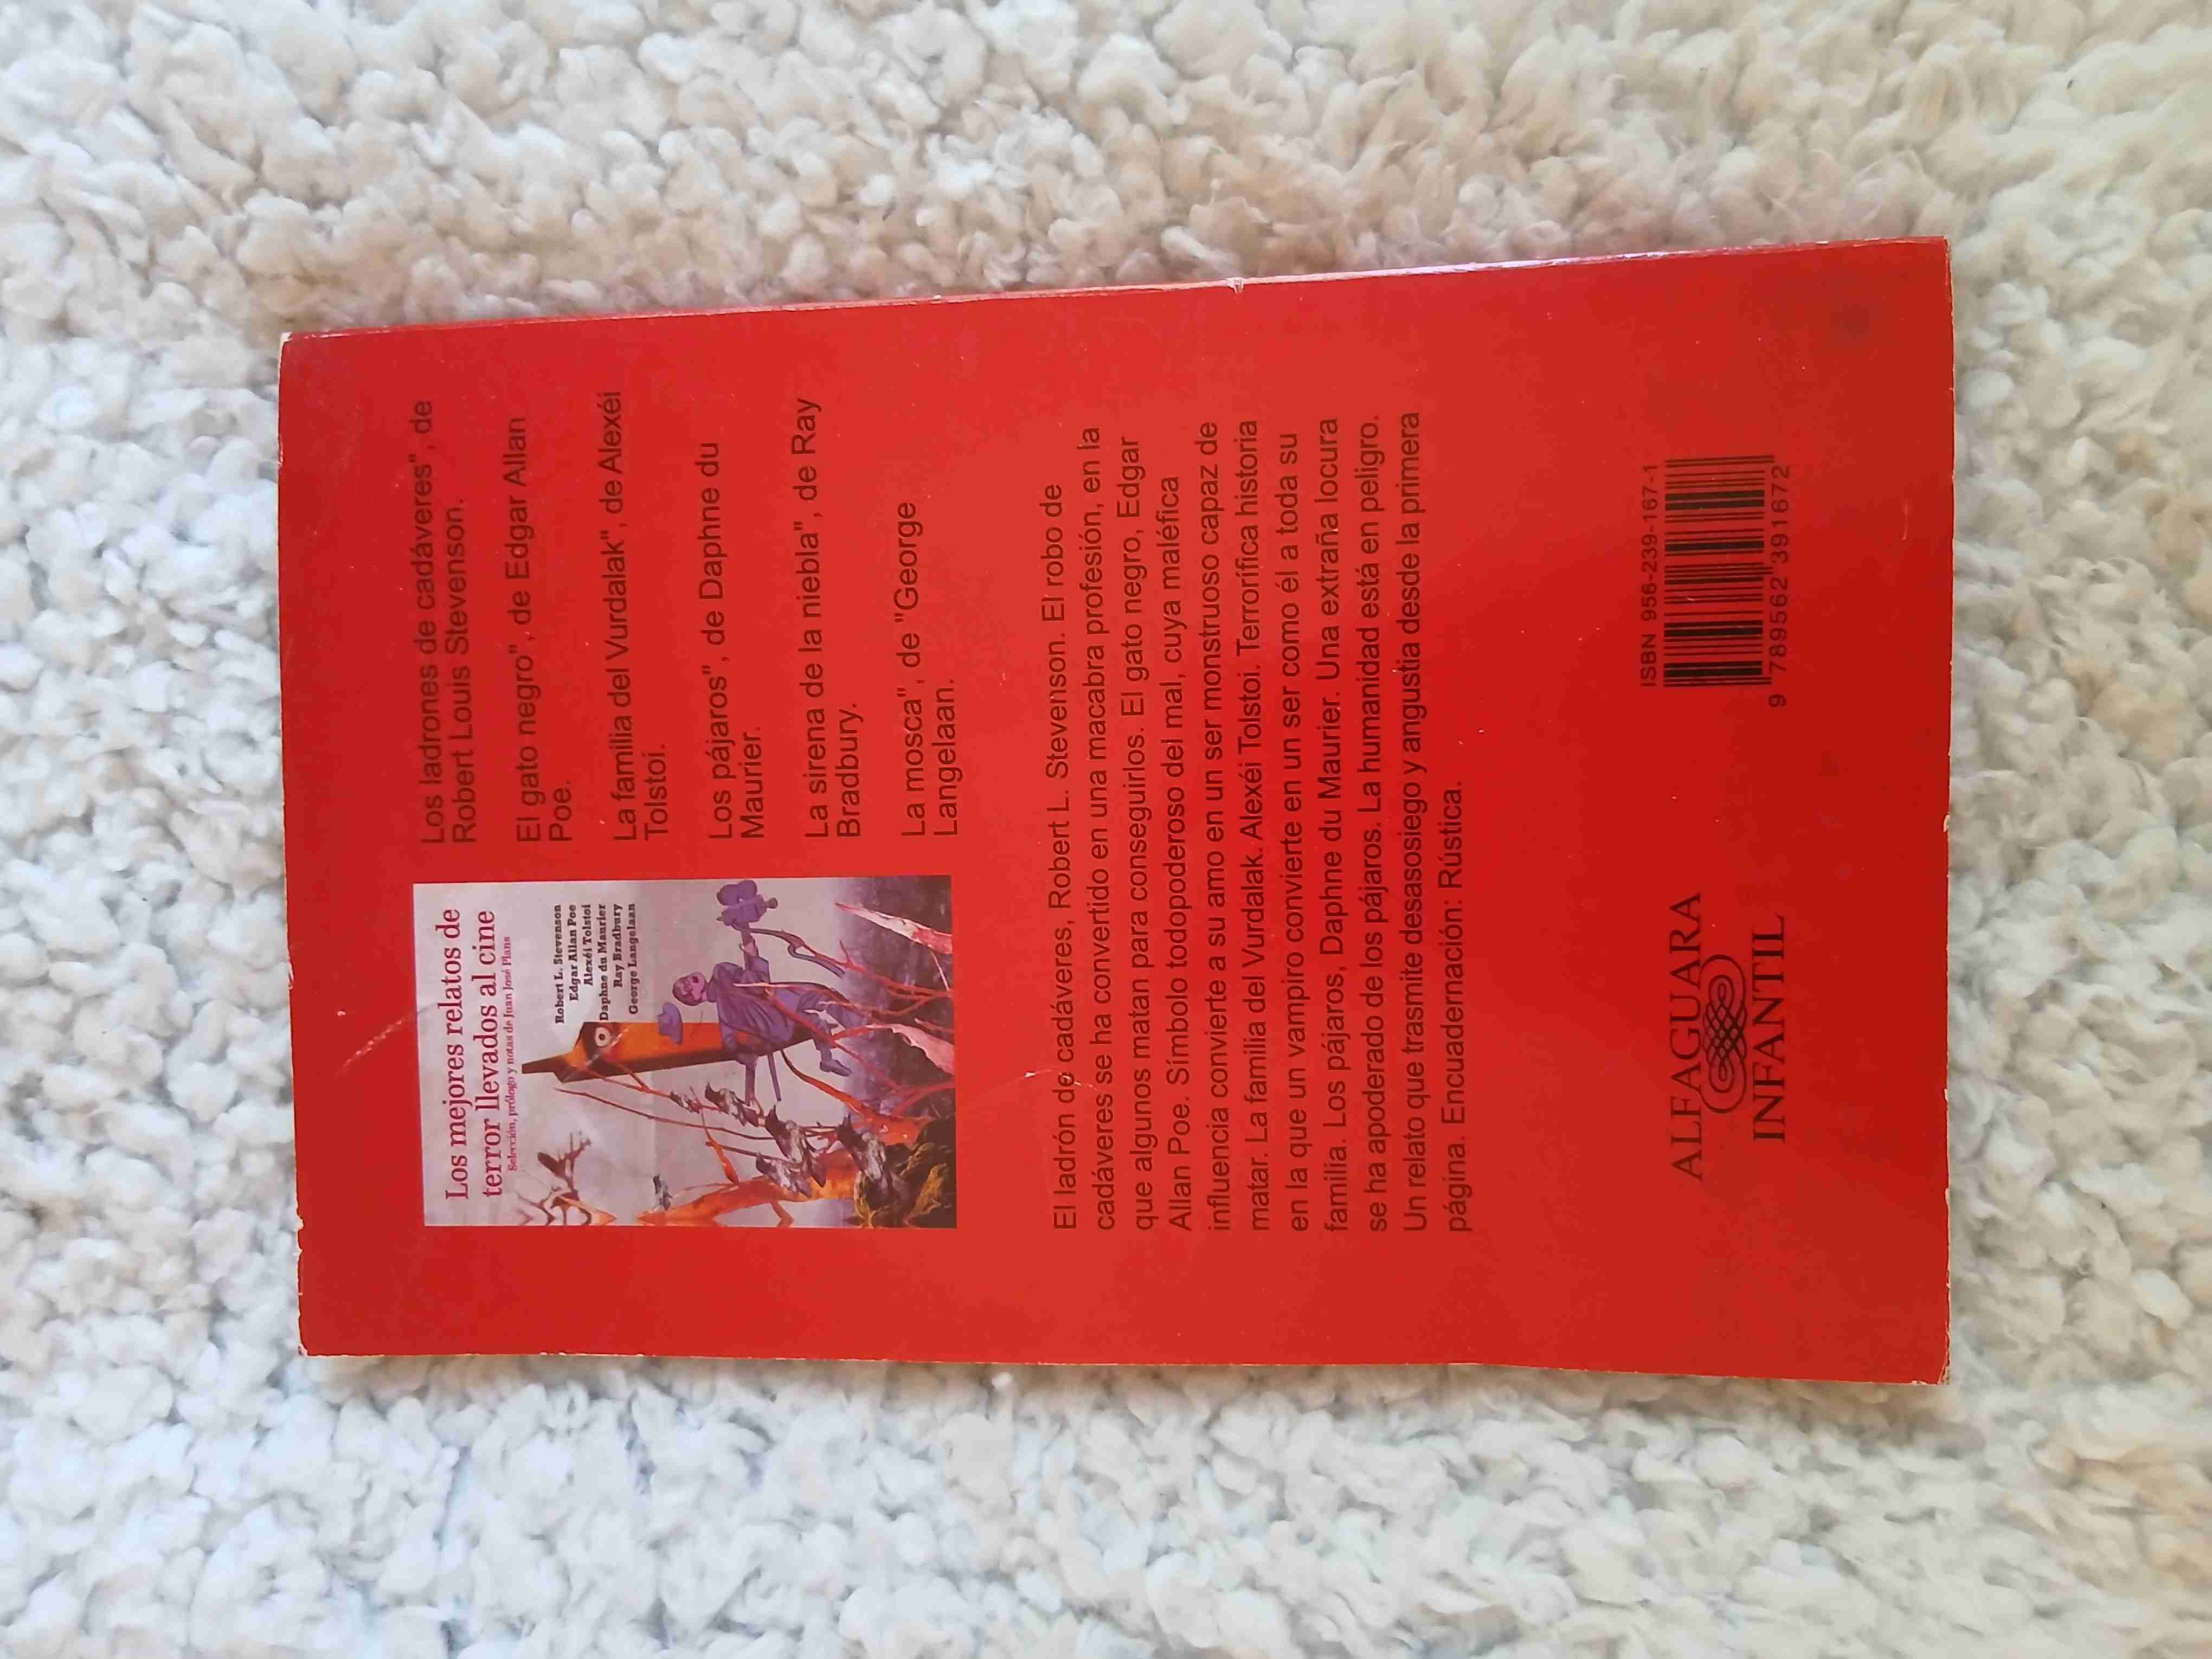 Los mejores relatos de
terror llevados al cine
Selección, prólogo y notas de Juan José Plans
Robert L. Stevenson
Edgar Allan Poe
Alexéi Tolstoi
Daphne du Maurier
Ray Bradbury
George Langelaan
Los ladrones de cadáveres", de
Robert Louis Stevenson.
El gato negro", de Edgar Allan
Poe.
La familia del Vurdalak", de Alexéi
Tolstoi.
Los pájaros", de Daphne du
Maurier.
La sirena de la niebla", de Ray
Bradbury.
La mosca", de "George
Langelaan.
El ladrón de cadáveres, Robert L. Stevenson. El robo de
cadáveres se ha convertido en una macabra profesión, en la
que algunos matan para conseguirlos. El gato negro, Edgar
Allan Poe. Símbolo todopoderoso del mal, cuya maléfica
influencia convierte a su amo en un ser monstruoso capaz de
matar. La familia del Vurdalak. Alexéi Tolstoi. Terrorífica historia
en la que un vampiro convierte en un ser como él a toda su
familia. Los pájaros, Daphne du Maurier. Una extraña locura
se ha apoderado de los pájaros. La humanidad está en peligro.
Un relato que trasmite desasosiego y angustia desde la primera
página. Encuadernación: Rústica.
ALFAGUARA
INFANTIL
ISBN 956-239-167-1
9 789562 391672